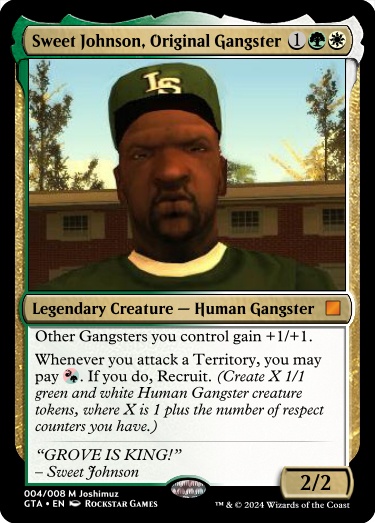 Sweet Johnson, Original Gangster 1
LS
Legendary Creature — Human Gangster
Other Gangsters you control gain +1/+1.
Whenever you attack a Territory, you may
pay . If you do, Recruit. (Create X 1/1
green and white Human Gangster creature
tokens, where X is 1 plus the number of respect
counters you have.)
“GROVE IS KING!”
– Sweet Johnson
2/2
004/008 M Joshimuz
GTA • EN ROCKSTAR GAMES
™ & © 2024 Wizards of the Coast